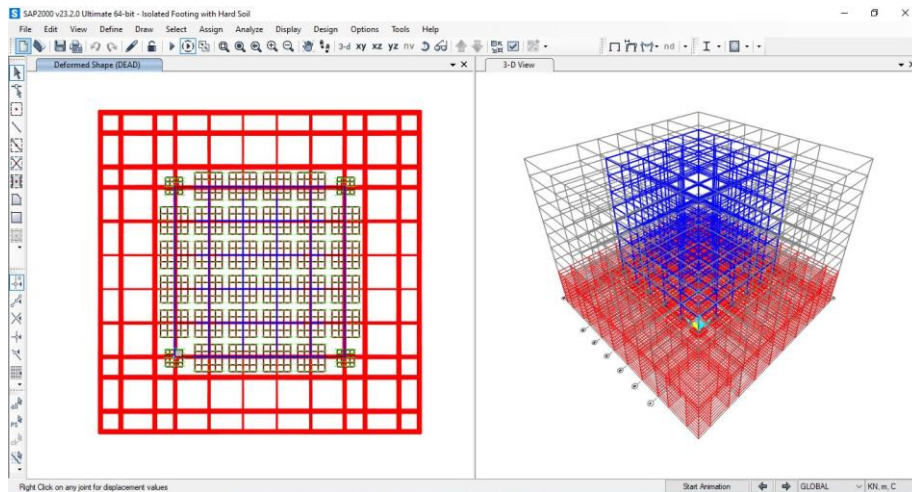 SAP2000 v23.2.0 Ultimate 64-bit - Isolated Footing with Hard Soil
File Edit View Define Draw Select Assign Analyze Display Design Options Tools Help
3-d xy xz yz nv nd
Deformed Shape (DEAD)
3-D View
Right Click on any joint for displacement values
Start Animation GLOBAL KN, m, C